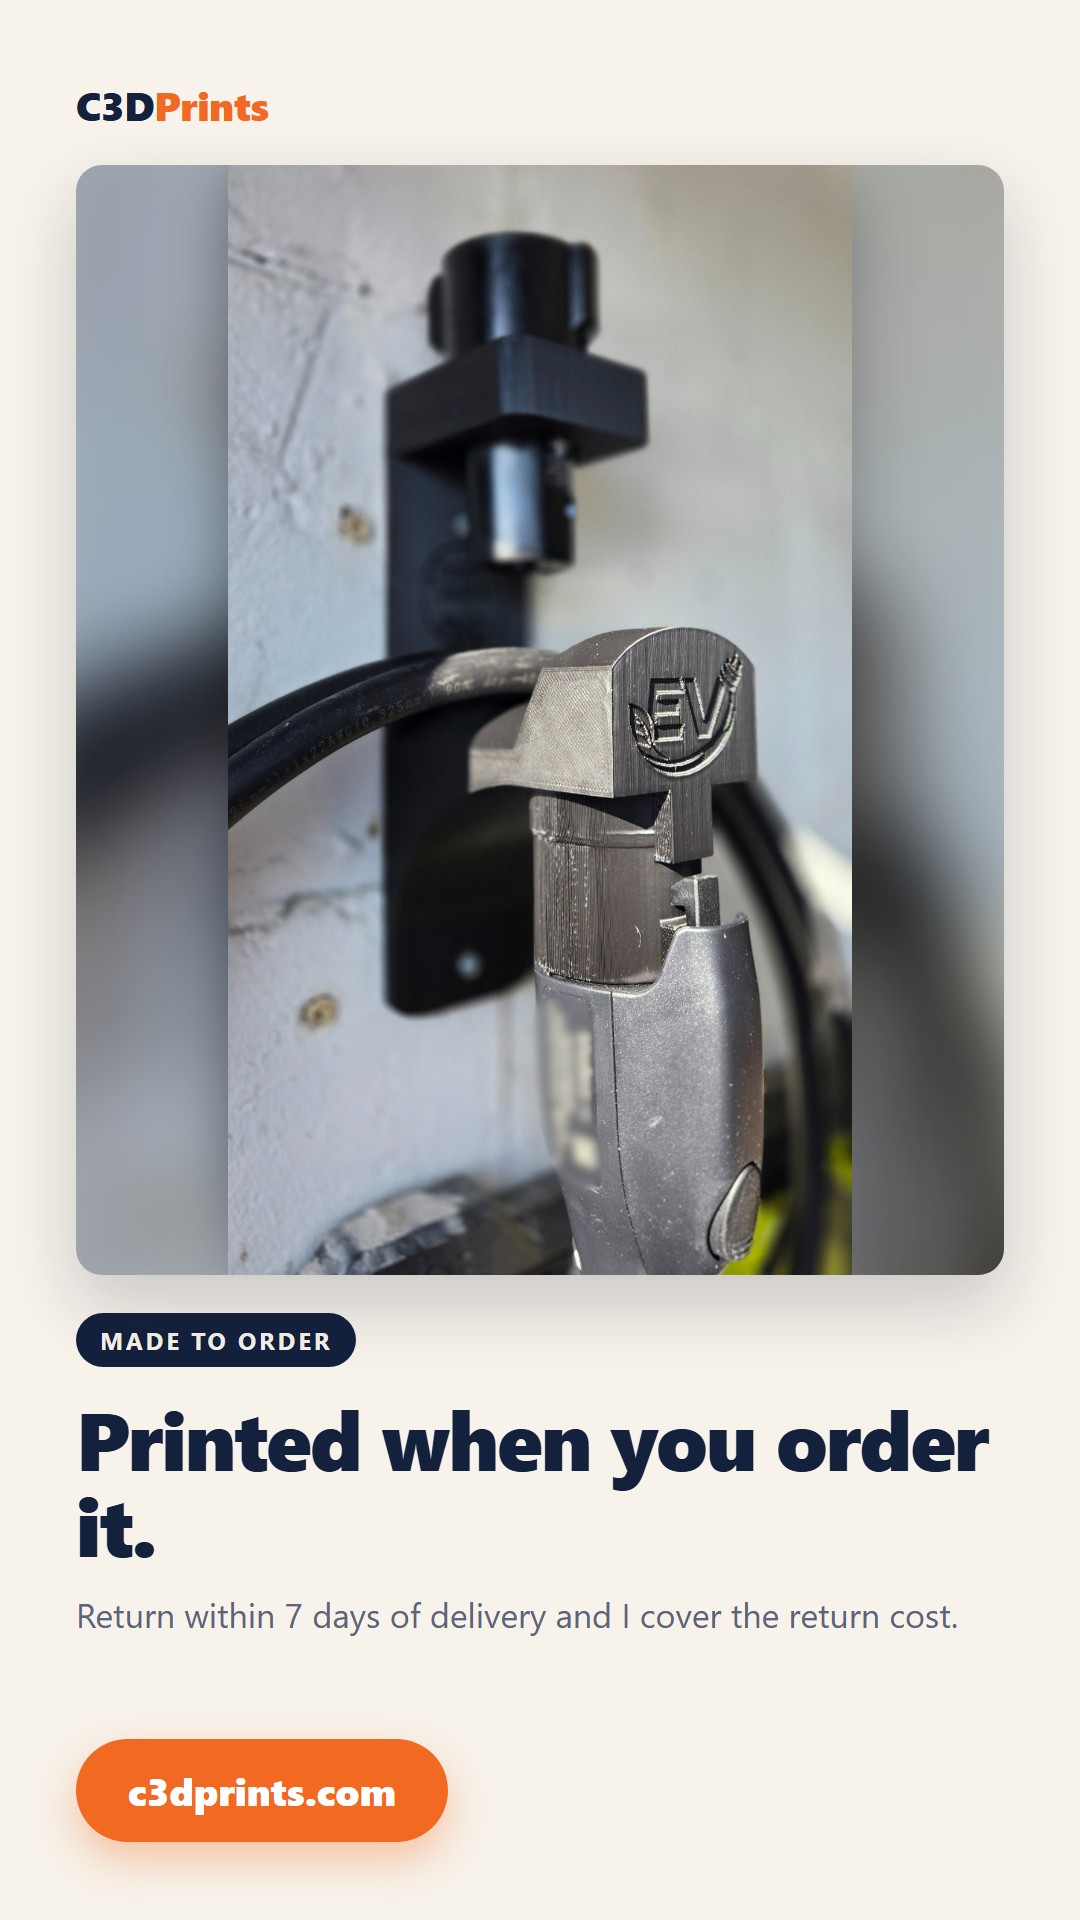 C3DPrints
EV
MADE TO ORDER
Printed when you order
it.
Return within 7 days of delivery and I cover the return cost.
c3dprints.com